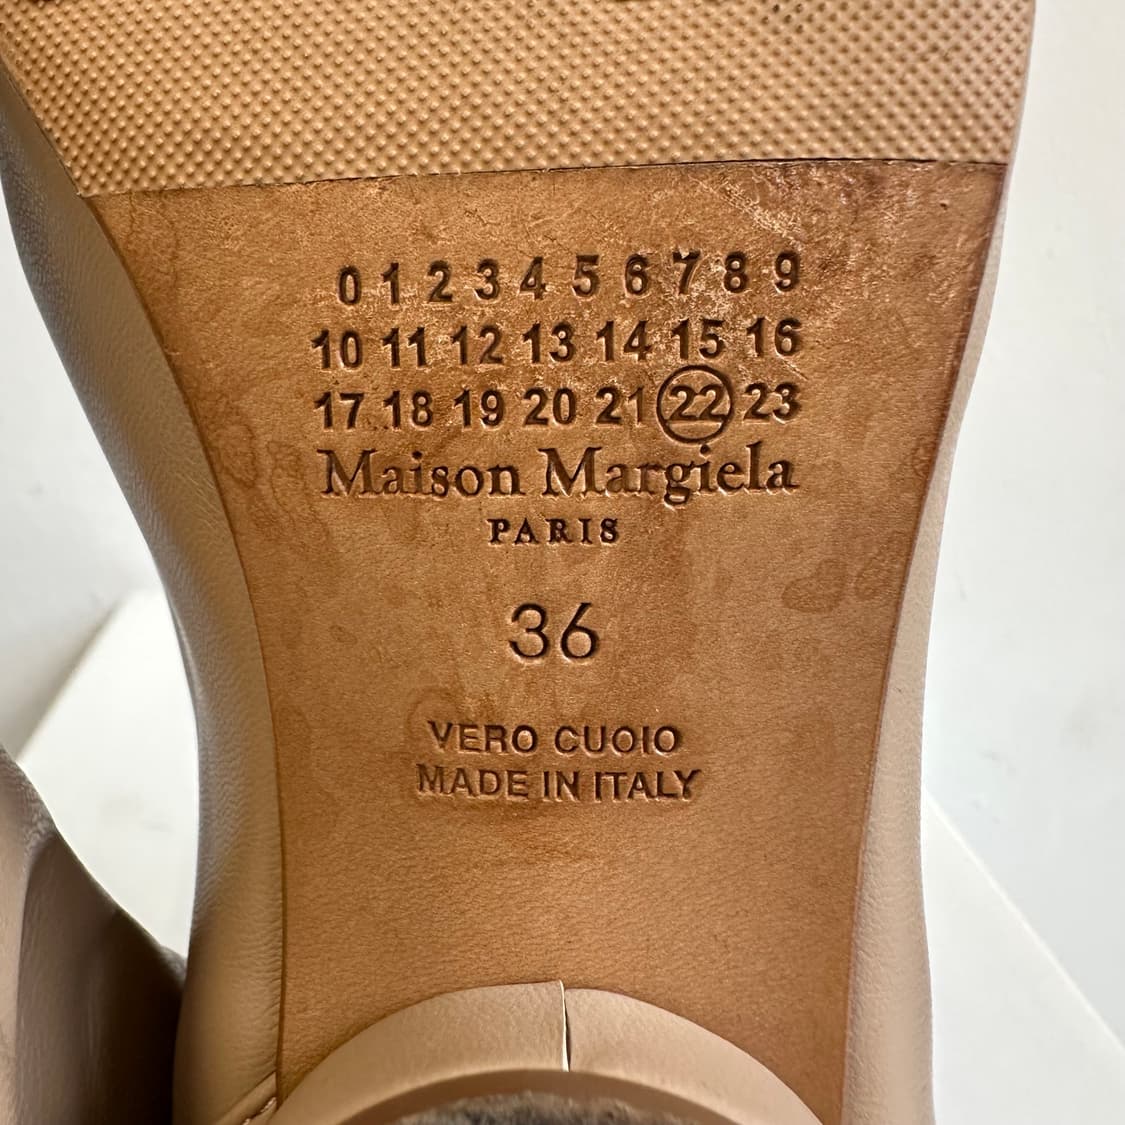 0 1 2 3 4 5 6 7 8 9
10 11 12 13 14 15 16
17 18 19 20 21 22 23
Maison Margiela
PARIS
36
VERO CUOIO
MADE IN ITALY